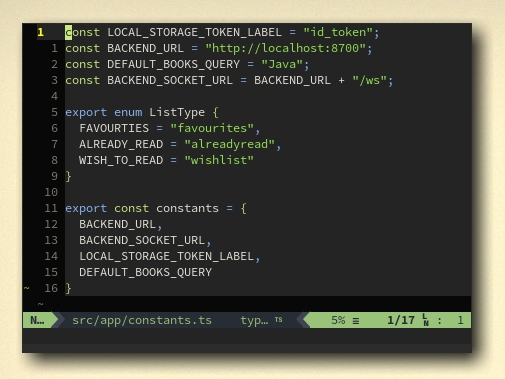 1 const LOCAL_STORAGE_TOKEN_LABEL = "id_token";
1 const BACKEND_URL = "http://localhost:8700";
2 const DEFAULT_BOOKS_QUERY = "Java";
3 const BACKEND_SOCKET_URL = BACKEND_URL + "/ws";
4
5 export enum ListType {
6 FAVOURTIES = "favourites",
7 ALREADY_READ = "alreadyread",
8 WISH_TO_READ = "wishlist"
9 }
10
11 export const constants = {
12 BACKEND_URL,
13 BACKEND_SOCKET_URL,
14 LOCAL_STORAGE_TOKEN_LABEL,
15 DEFAULT_BOOKS_QUERY
~ 16 }
~
N… src/app/constants.ts typ… TS 5% ≡ 1/17 LN : 1